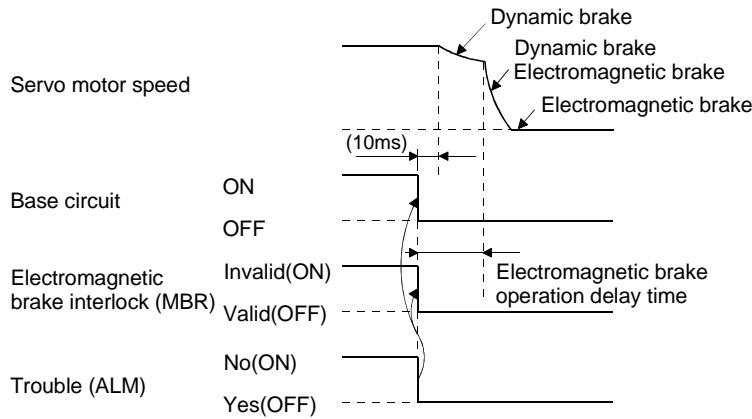 Dynamic brake
Dynamic brake
Electromagnetic brake
Servo motor speed
Electromagnetic brake
(10ms)
ON
Base circuit
OFF
Electromagnetic
brake interlock (MBR)
Invalid(ON)
Valid(OFF)
Electromagnetic brake
operation delay time
No(ON)
Trouble (ALM)
Yes(OFF)